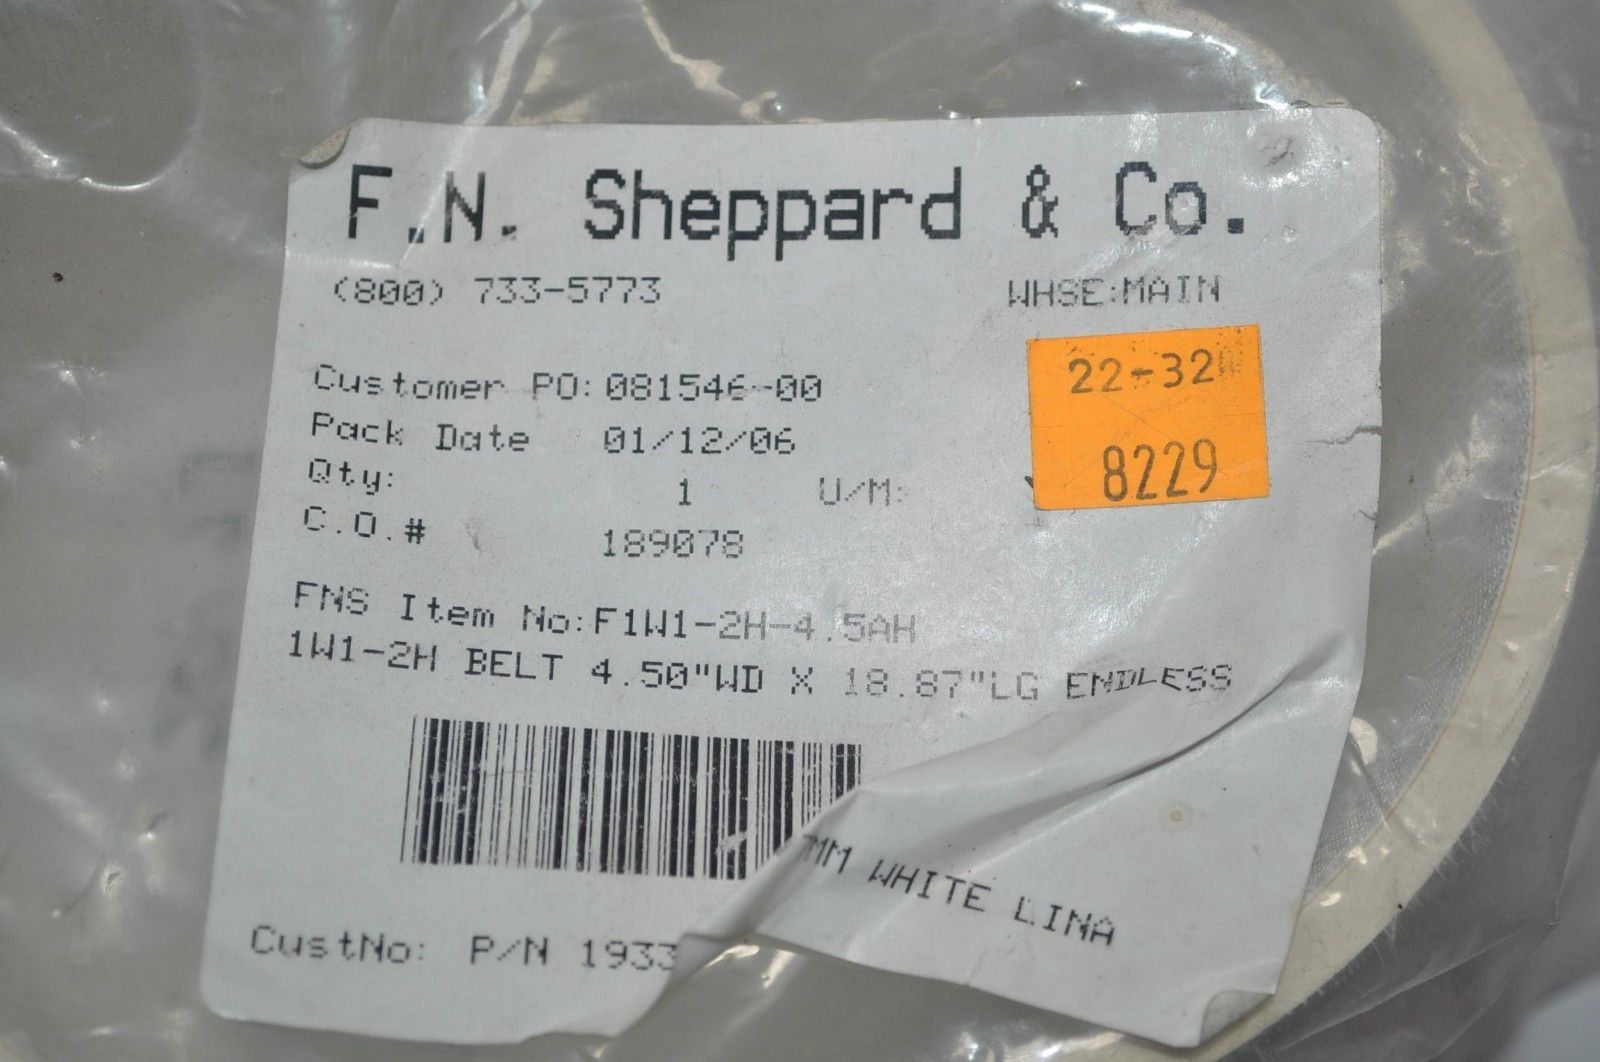 F.N. Sheppard & Co.
(800) 733-5773 WHSE:MAIN
22-32
Customer PO: 081546-00
Pack Date 01/12/06
8229
Qty: 1 U/M:
C.O.# 189078
FNS Item No:F1W1-2H-4.5AH
1W1-2H BELT 4.50"WD X 18.87"LG ENDLESS
MM WHITE LINA
CustNo: P/N 1933